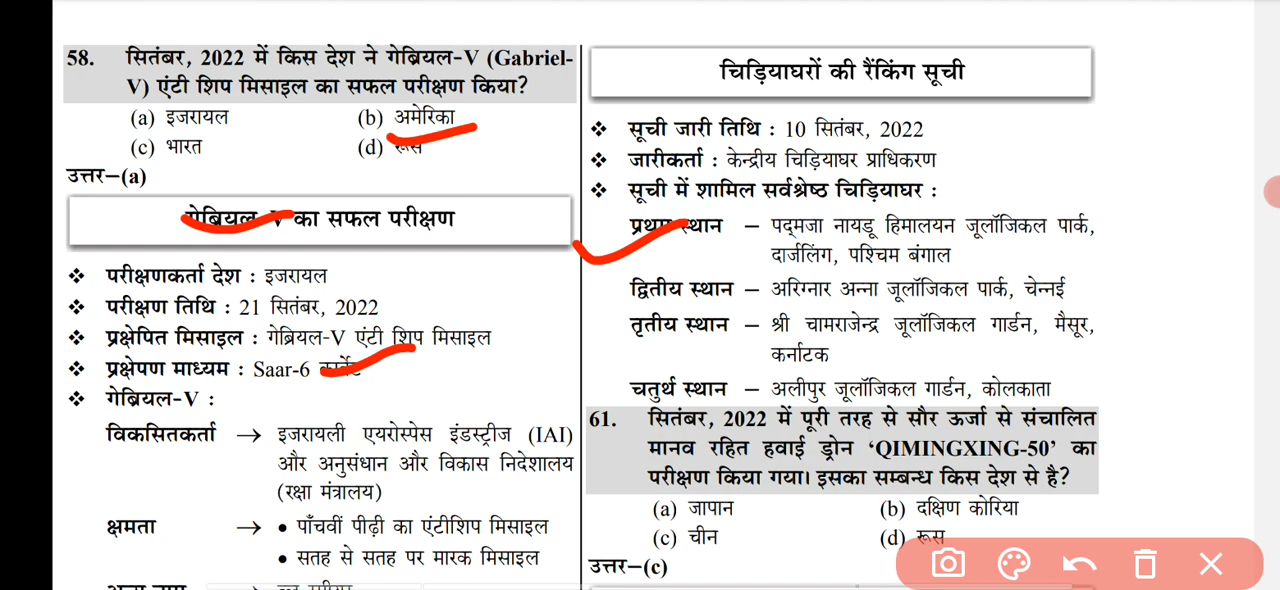 58. सितंबर, 2022 में किस देश ने गेब्रियल-V (Gabriel-
V) एंटी शिप मिसाइल का सफल परीक्षण किया?
(a) इजरायल (b) अमेरिका
(c) भारत (d) रूस
उत्तर–(a)
गेब्रियल-V का सफल परीक्षण
❖ परीक्षणकर्ता देश : इजरायल
❖ परीक्षण तिथि : 21 सितंबर, 2022
❖ प्रक्षेपित मिसाइल : गेब्रियल-V एंटी शिप मिसाइल
❖ प्रक्षेपण माध्यम : Saar-6
❖ गेब्रियल-V :
विकसितकर्ता → इजरायली एयरोस्पेस इंडस्ट्रीज (IAI)
और अनुसंधान और विकास निदेशालय
(रक्षा मंत्रालय)
क्षमता → • पाँचवीं पीढ़ी का एंटीशिप मिसाइल
• सतह से सतह पर मारक मिसाइल
चिड़ियाघरों की रैंकिंग सूची
❖ सूची जारी तिथि : 10 सितंबर, 2022
❖ जारीकर्ता : केन्द्रीय चिड़ियाघर प्राधिकरण
❖ सूची में शामिल सर्वश्रेष्ठ चिड़ियाघर :
प्रथम स्थान – पद्मजा नायडू हिमालयन जूलॉजिकल पार्क,
दार्जलिंग, पश्चिम बंगाल
द्वितीय स्थान – अरिग्नार अन्ना जूलॉजिकल पार्क, चेन्नई
तृतीय स्थान – श्री चामराजेन्द्र जूलॉजिकल गार्डन, मैसूर,
कर्नाटक
चतुर्थ स्थान – अलीपुर जूलॉजिकल गार्डन, कोलकाता
61. सितंबर, 2022 में पूरी तरह से सौर ऊर्जा से संचालित
मानव रहित हवाई ड्रोन ‘QIMINGXING-50’ का
परीक्षण किया गया। इसका सम्बन्ध किस देश से है?
(a) जापान (b) दक्षिण कोरिया
(c) चीन (d) रूस
उत्तर–(c)